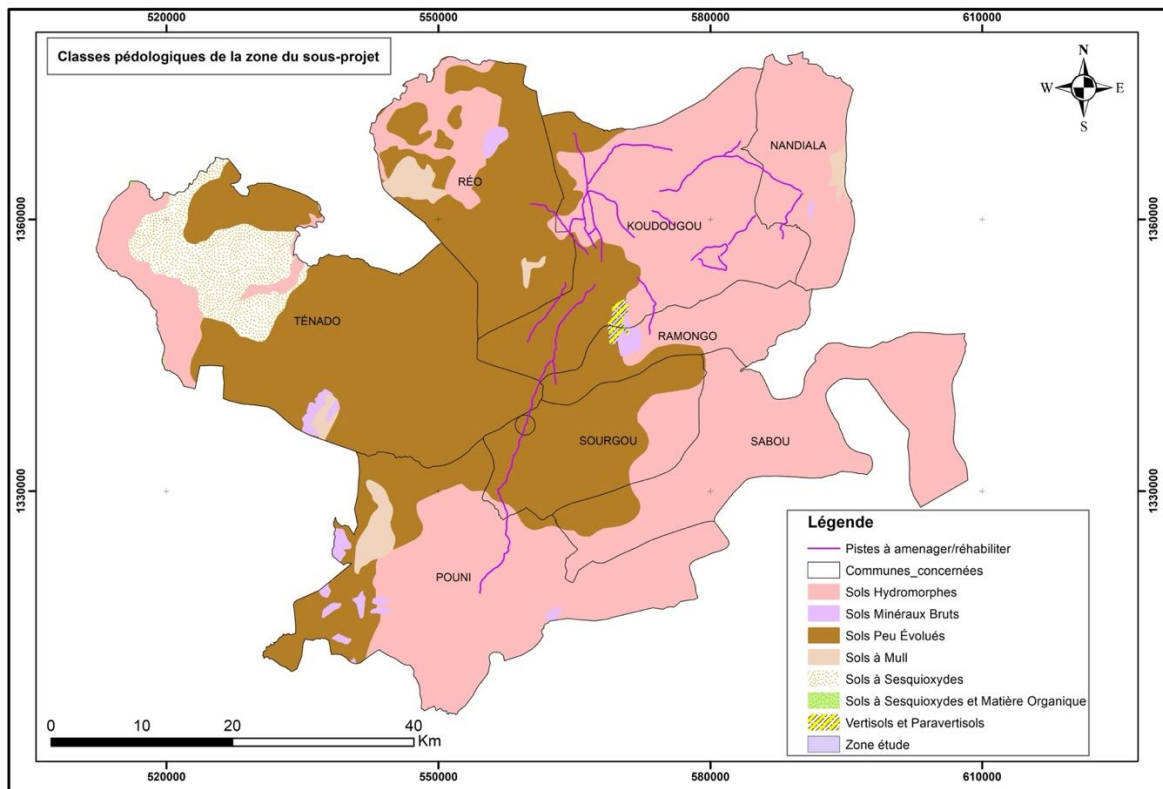 520000 550000 580000 610000
Classes pédologiques de la zone du sous-projet
N
W E
S
NANDIALA
RÉO
1360000 1360000
KOUDOUGOU
TÉNADO
RAMONGO
SOURGOU
SABOU
1330000 1330000
POUNI
Légende
Pistes à amenager/réhabiliter
Communes_concernées
Sols Hydromorphes
Sols Minéraux Bruts
Sols Peu Évolués
Sols à Mull
Sols à Sesquioxydes
Sols à Sesquioxydes et Matière Organique
Vertisols et Paravertisols
Zone étude
0 10 20 40
Km
520000 550000 580000 610000